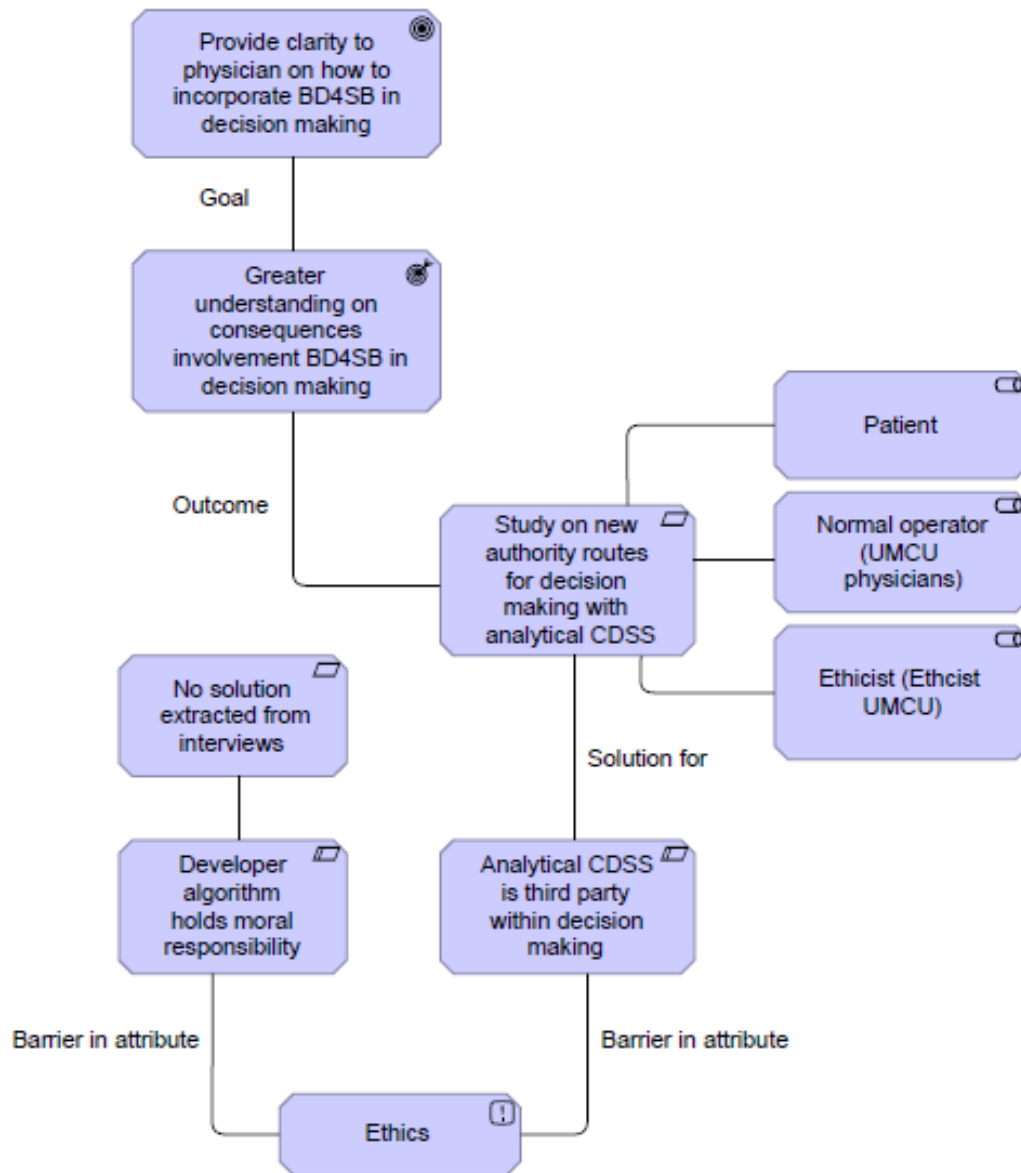 Provide clarity to
physician on how to
incorporate BD4SB in
decision making
Goal
Greater
understanding on
consequences
involvement BD4SB in
decision making
Outcome
Patient
Study on new
authority routes
for decision
making with
analytical CDSS
Normal operator
(UMCU
physicians)
Ethicist (Ethcist
UMCU)
No solution
extracted from
interviews
Solution for
Developer
algorithm
holds moral
responsibility
Analytical CDSS
is third party
within decision
making
Barrier in attribute
Barrier in attribute
Ethics